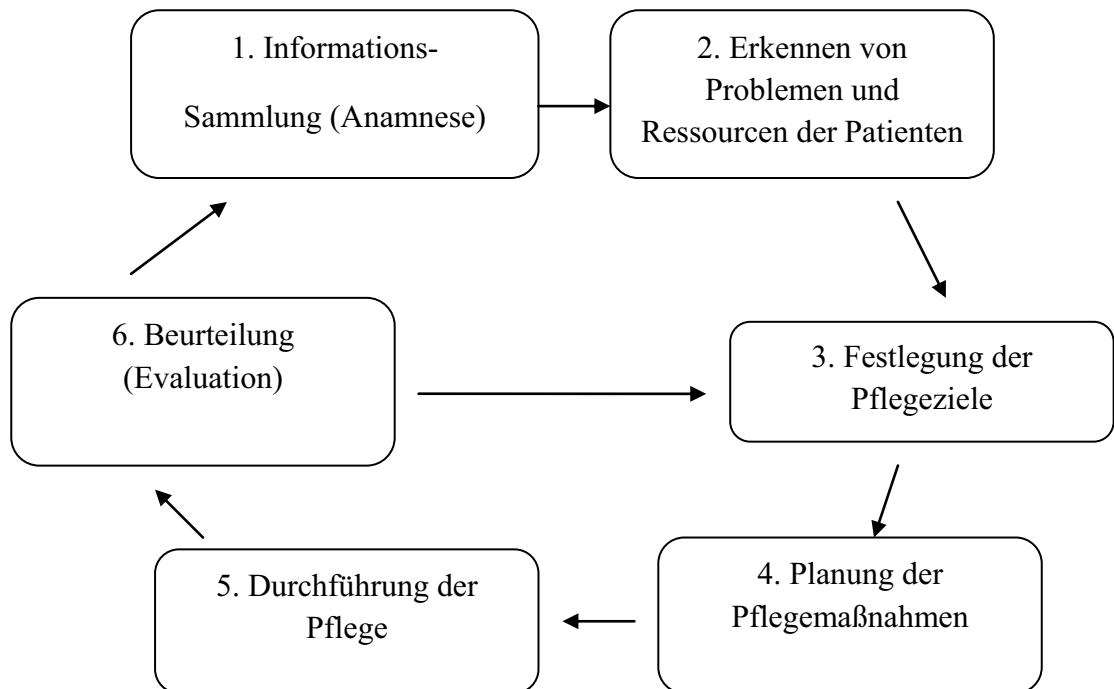 1. Informations-
Sammlung (Anamnese)
2. Erkennen von
Problemen und
Ressourcen der Patienten
3. Festlegung der
Pflegeziele
4. Planung der
Pflegemaßnahmen
5. Durchführung der
Pflege
6. Beurteilung
(Evaluation)